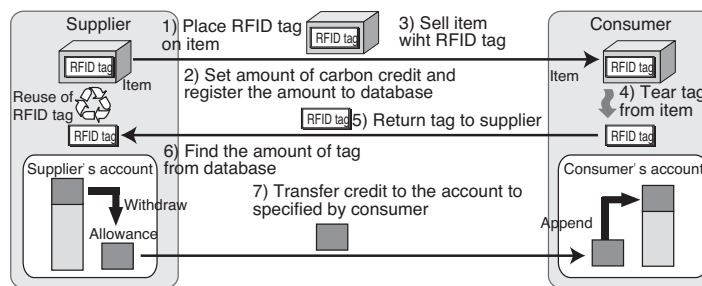 Supplier
Consumer
1) Place RFID tag
on item
RFID tag
3) Sell item
wiht RFID tag
RFID tag
Item
RFID tag
Item
2) Set amount of carbon credit and
register the amount to database
Reuse of
RFID tag
4) Tear tag
from item
RFID tag
RFID tag
5) Return tag to supplier
RFID tag
6) Find the amount of tag
from database
Supplier's account
Withdraw
Allowance
7) Transfer credit to the account to
specified by consumer
Consumer's account
Append